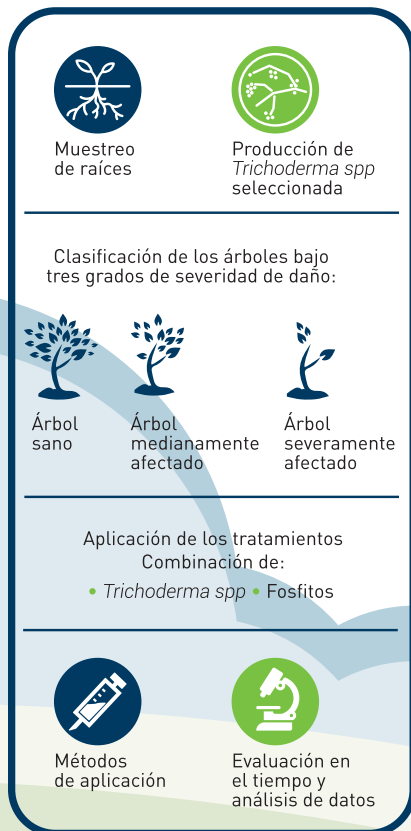 Muestreo
de raíces
Producción de
Trichoderma spp
seleccionada
Clasificación de los árboles bajo
tres grados de severidad de daño:
Árbol
sano
Árbol
medianamente
afectado
Árbol
severamente
afectado
Aplicación de los tratamientos
Combinación de:
• Trichoderma spp • Fosfitos
Métodos
de aplicación
Evaluación en
el tiempo y
análisis de datos